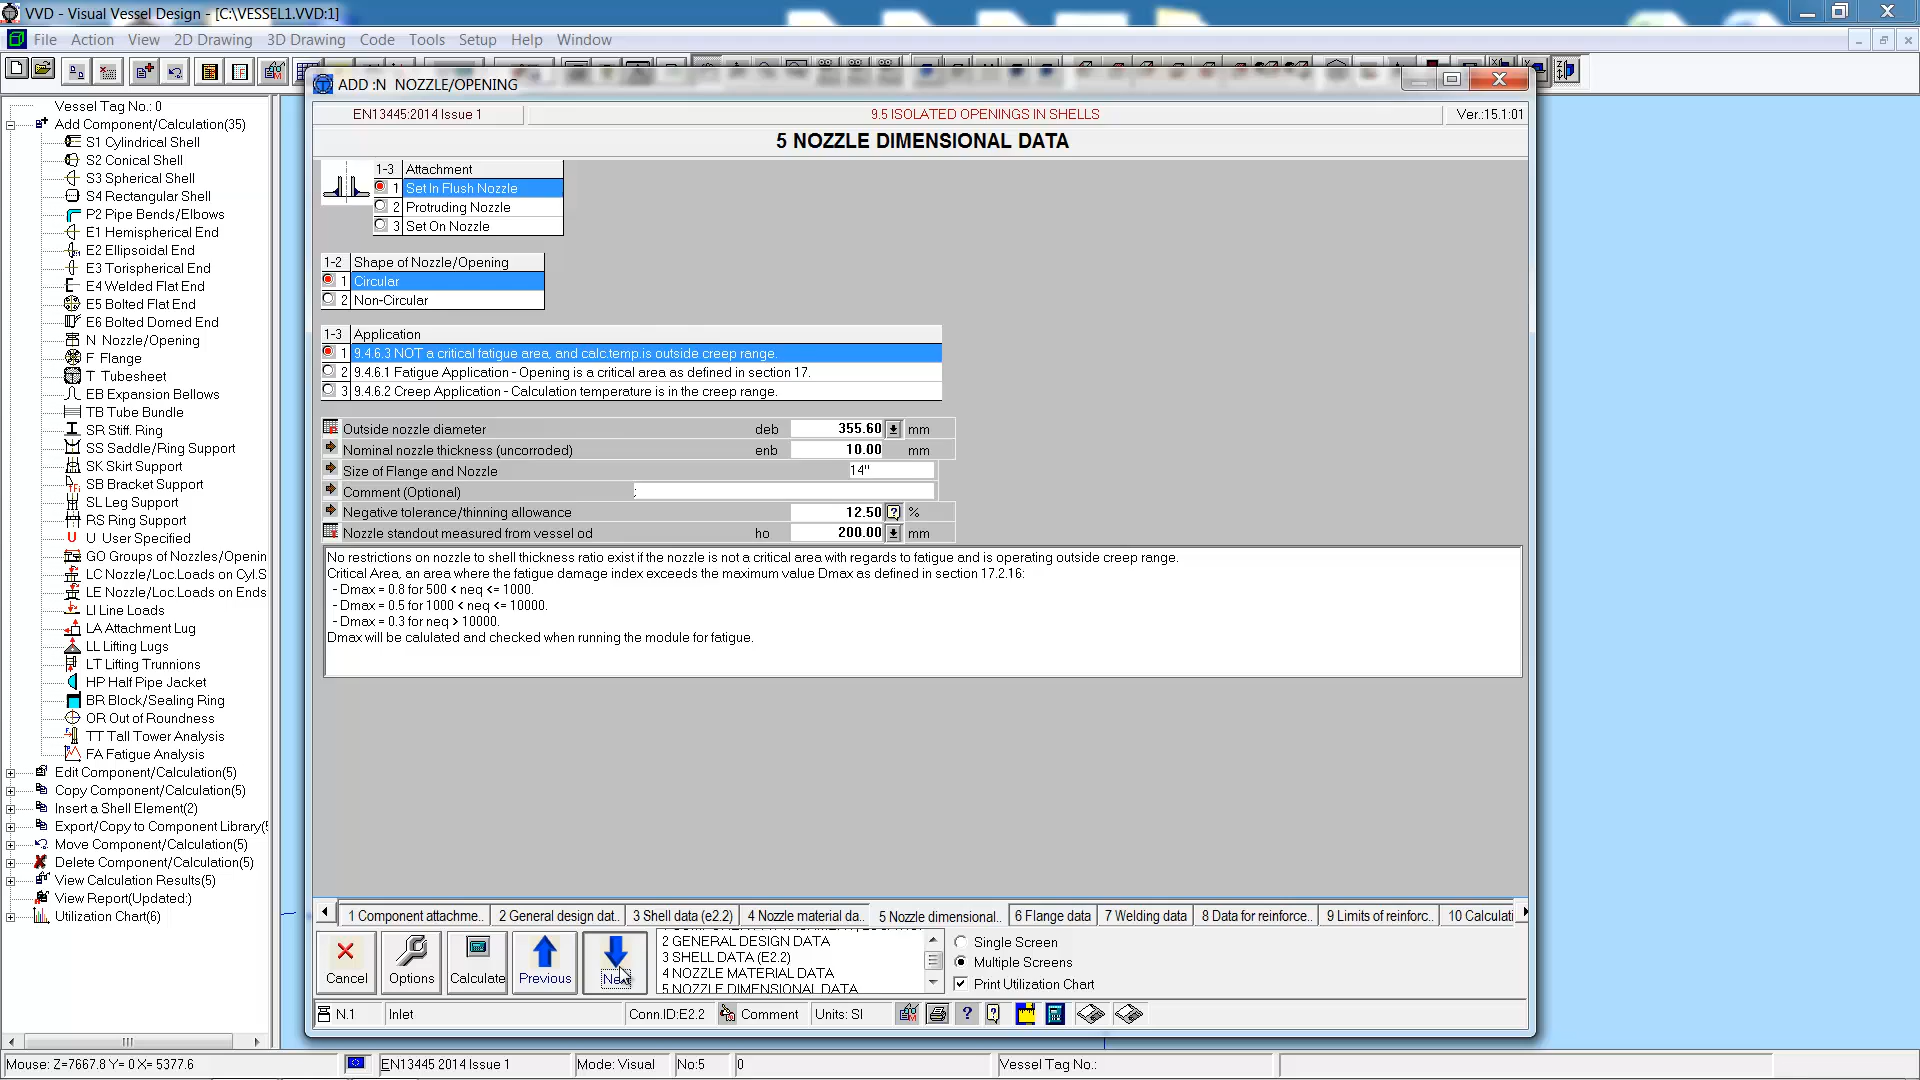 VVD - Visual Vessel Design - [C:\VESSEL1.VVD:1]
File Action View 2D Drawing 3D Drawing Code Tools Setup Help Window
Vessel Tag No.: 0
Add Component/Calculation(35)
S1 Cylindrical Shell
S2 Conical Shell
S3 Spherical Shell
S4 Rectangular Shell
P2 Pipe Bends/Elbows
E1 Hemispherical End
E2 Ellipsoidal End
E3 Torispherical End
E4 Welded Flat End
E5 Bolted Flat End
E6 Bolted Domed End
N Nozzle/Opening
F Flange
T Tubesheet
EB Expansion Bellows
TB Tube Bundle
SR Stiff. Ring
SS Saddle/Ring Support
SK Skirt Support
SB Bracket Support
SL Leg Support
RS Ring Support
U User Specified
GO Groups of Nozzles/Openin
LC Nozzle/Loc.Loads on Cyl.S
LE Nozzle/Loc.Loads on Ends
LI Line Loads
LA Attachment Lug
LL Lifting Lugs
LT Lifting Trunnions
HP Half Pipe Jacket
BR Block/Sealing Ring
OR Out of Roundness
TT Tall Tower Analysis
FA Fatigue Analysis
Edit Component/Calculation(5)
Copy Component/Calculation(5)
Insert a Shell Element(2)
Export/Copy to Component Library(5
Move Component/Calculation(5)
Delete Component/Calculation(5)
View Calculation Results(5)
View Report(Updated:)
Utilization Chart(6)
ADD :N NOZZLE/OPENING
EN13445:2014 Issue 1 9.5 ISOLATED OPENINGS IN SHELLS Ver.:15.1:01
5 NOZZLE DIMENSIONAL DATA
1-3 Attachment
1 Set In Flush Nozzle
2 Protruding Nozzle
3 Set On Nozzle
1-2 Shape of Nozzle/Opening
1 Circular
2 Non-Circular
1-3 Application
1 9.4.6.3 NOT a critical fatigue area, and calc.temp.is outside creep range.
2 9.4.6.1 Fatigue Application - Opening is a critical area as defined in section 17.
3 9.4.6.2 Creep Application - Calculation temperature is in the creep range.
Outside nozzle diameter deb 355.60 mm
Nominal nozzle thickness (uncorroded) enb 10.00 mm
Size of Flange and Nozzle 14"
Comment (Optional) ;
Negative tolerance/thinning allowance 12.50 ? %
Nozzle standout measured from vessel od ho 200.00 mm
No restrictions on nozzle to shell thickness ratio exist if the nozzle is not a critical area with regards to fatigue and is operating outside creep range.
Critical Area, an area where the fatigue damage index exceeds the maximum value Dmax as defined in section 17.2.16:
- Dmax = 0.8 for 500 < neq <= 1000.
- Dmax = 0.5 for 1000 < neq <= 10000.
- Dmax = 0.3 for neq > 10000.
Dmax will be calulated and checked when running the module for fatigue.
1 Component attachme.. 2 General design dat.. 3 Shell data (e2.2) 4 Nozzle material da.. 5 Nozzle dimensional.. 6 Flange data 7 Welding data 8 Data for reinforce.. 9 Limits of reinforc.. 10 Calculati
Cancel Options Calculate Previous
2 GENERAL DESIGN DATA
3 SHELL DATA (E2.2)
4 NOZZLE MATERIAL DATA
5 NOZZLE DIMENSIONAL DATA
Single Screen
Multiple Screens
Print Utilization Chart
N.1 Inlet Conn.ID:E2.2 Comment Units: SI
Mouse: Z=7667.8 Y= 0 X= 5377.6 EN13445 2014 Issue 1 Mode: Visual No:5 0 Vessel Tag No.: